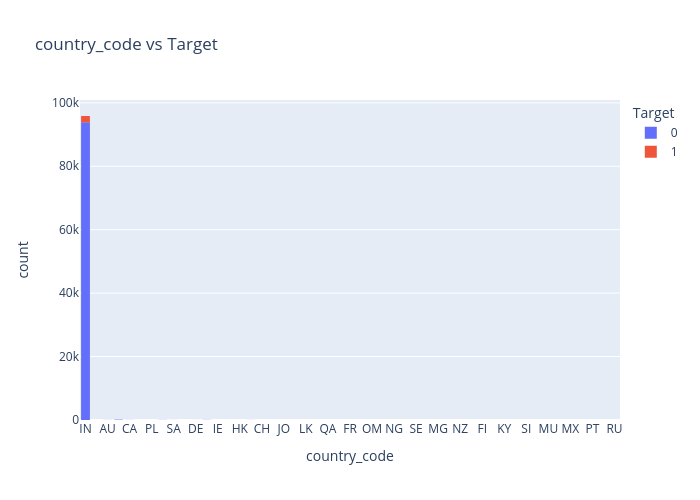 country_code vs Target
Target
0
1
100k
80k
60k
40k
20k
0
count
IN AU CA PL SA DE IE HK CH JO LK QA FR OM NG SE MG NZ FI KY SI MU MX PT RU
country_code